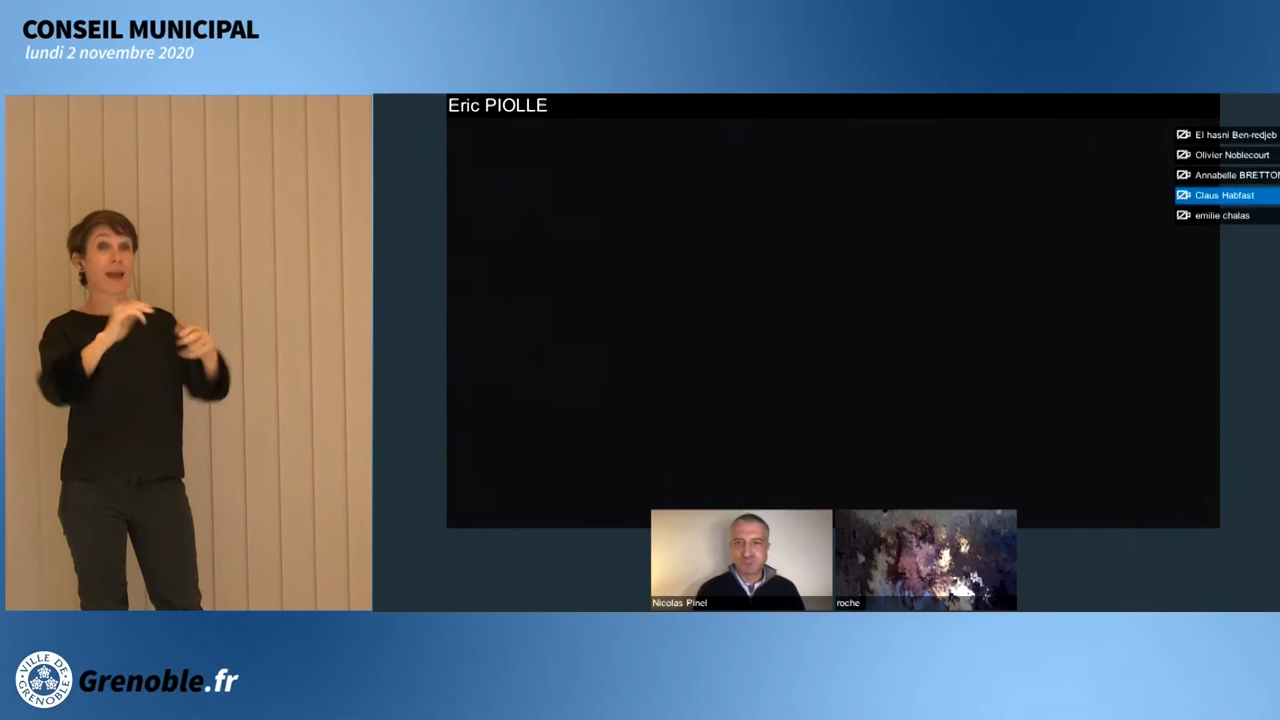 CONSEIL MUNICIPAL
lundi 2 novembre 2020
Eric PIOLLE
El hasni Ben-redjeb
Olivier Noblecourt
Annabelle BRETTON
Claus Habfast
emilie chalas
Nicolas Pinel
roche
VILLE DE GRENOBLE
Grenoble.fr